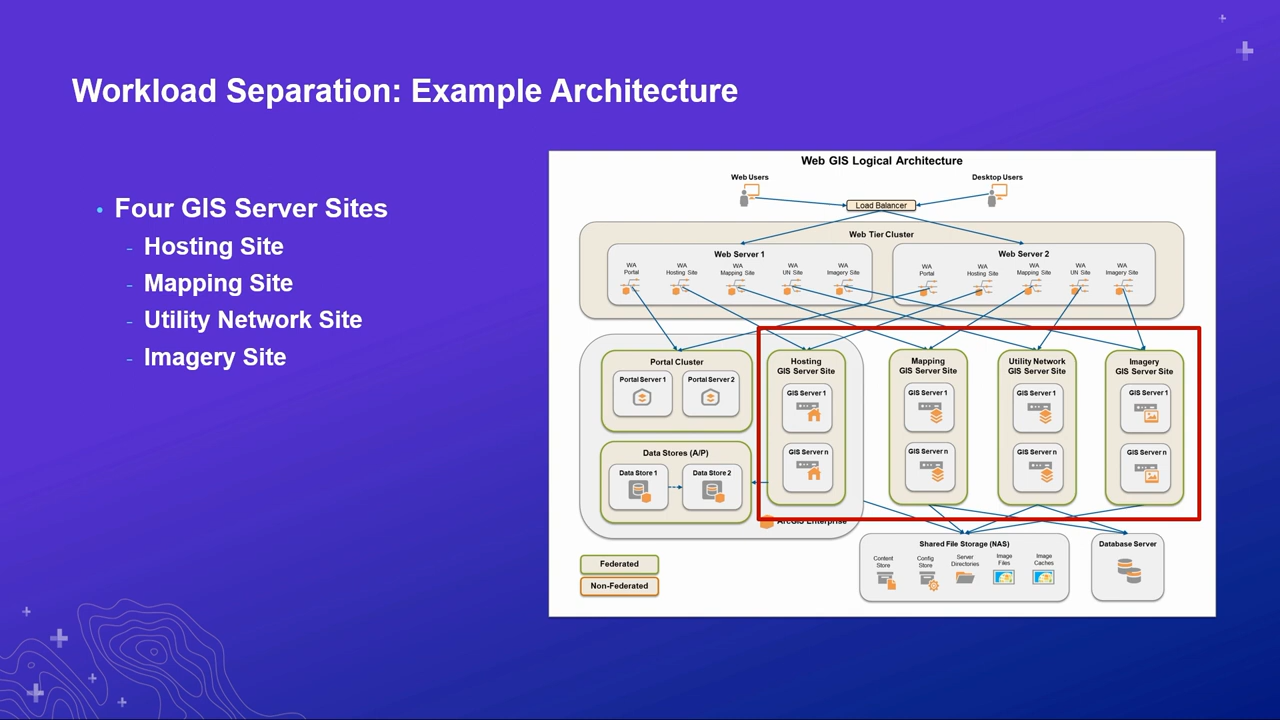 Workload Separation: Example Architecture
• Four GIS Server Sites
- Hosting Site
- Mapping Site
- Utility Network Site
- Imagery Site
Web GIS Logical Architecture
Web Users
Desktop Users
Load Balancer
Web Tier Cluster
Web Server 1
WA Portal
WA Hosting Site
WA Mapping Site
WA UN Site
WA Imagery Site
Web Server 2
WA Portal
WA Hosting Site
WA Mapping Site
WA UN Site
WA Imagery Site
Portal Cluster
Portal Server 1
Portal Server 2
Data Stores (A/P)
Data Store 1
Data Store 2
Hosting
GIS Server Site
GIS Server 1
GIS Server n
Mapping
GIS Server Site
GIS Server 1
GIS Server n
Utility Network
GIS Server Site
GIS Server 1
GIS Server n
Imagery
GIS Server Site
GIS Server 1
GIS Server n
ArcGIS Enterprise
Shared File Storage (NAS)
Content Store
Config Store
Server Directories
Image Files
Image Caches
Database Server
Federated
Non-Federated